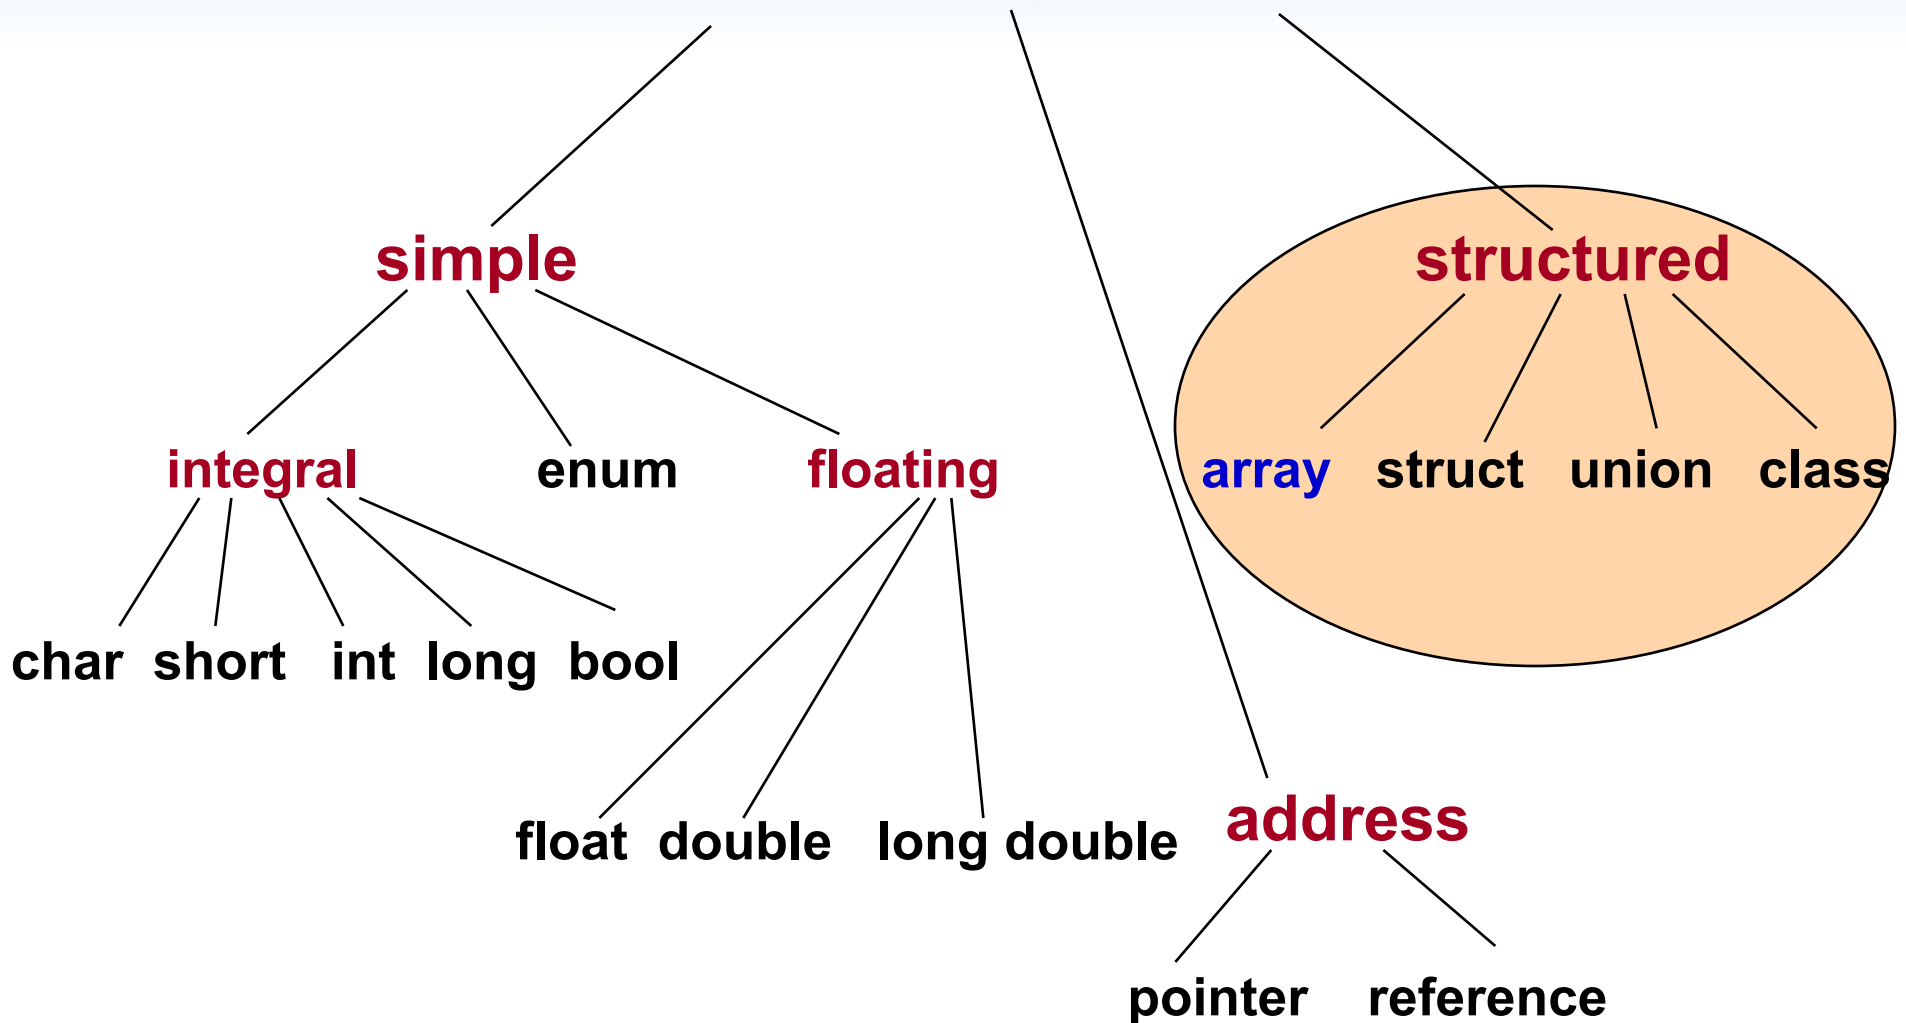 simple
structured
integral enum floating
array struct union class
char short int long bool
address
float double long double
pointer reference